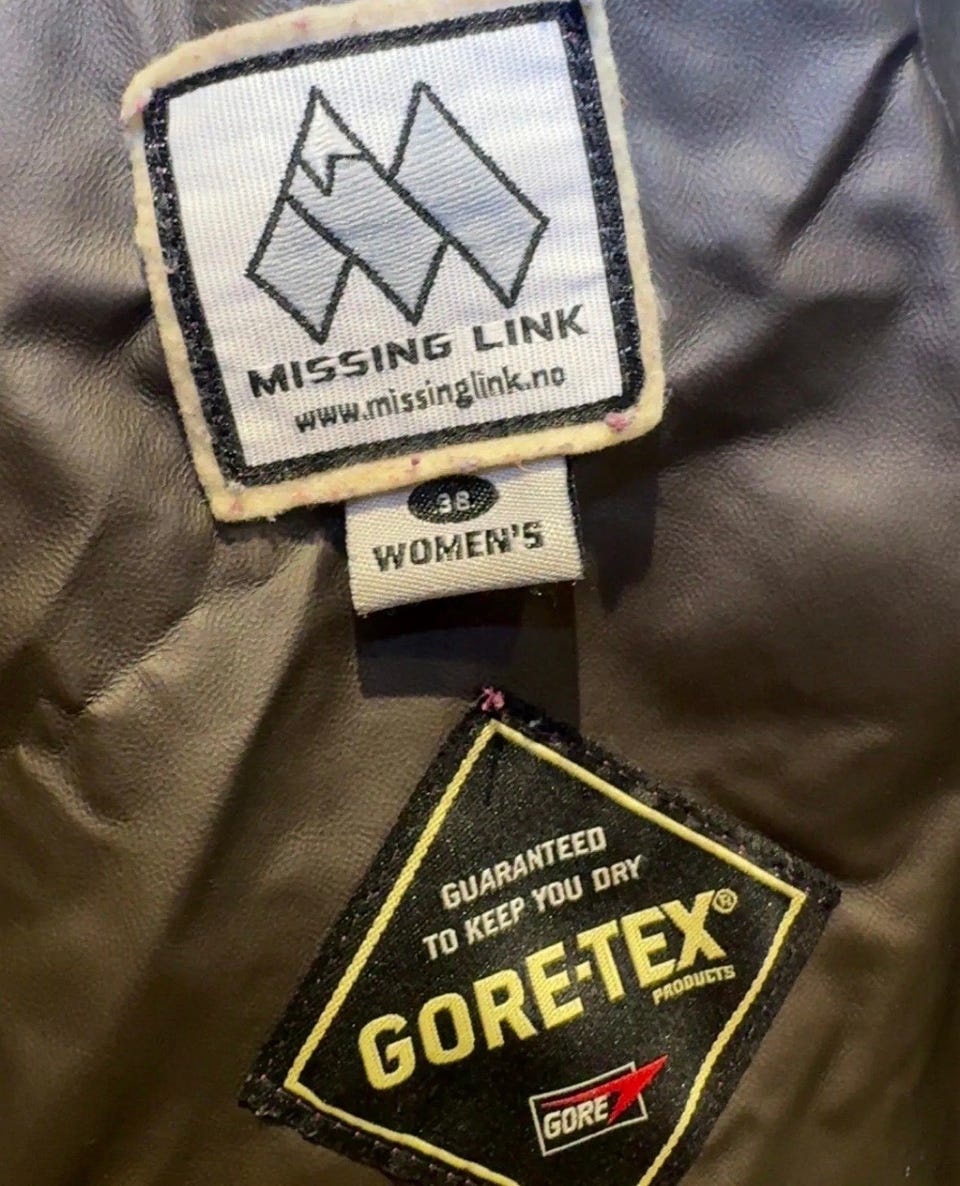 MISSING LINK
www.missinglink.no
38
WOMEN'S
GUARANTEED
TO KEEP YOU DRY
GORE-TEX®
PRODUCTS
GORE